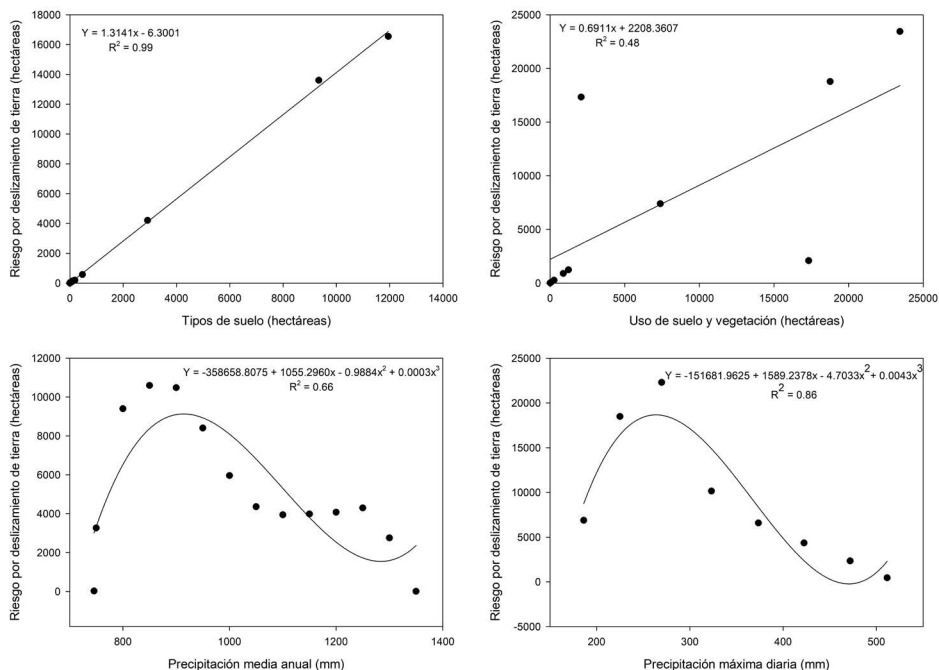 Riesgo por deslizamiento de tierra (hectáreas)
18000
16000
14000
12000
10000
8000
6000
4000
2000
0
Y = 1.3141x - 6.3001
R² = 0.99
0 2000 4000 6000 8000 10000 12000 14000
Tipos de suelo (hectáreas)
Reisgo por deslizamiento de tierra (hectáreas)
25000
20000
15000
10000
5000
0
Y = 0.6911x + 2208.3607
R² = 0.48
0 5000 10000 15000 20000 25000
Uso de suelo y vegetación (hectáreas)
Riesgo por deslizamiento de tierra (hectáreas)
12000
10000
8000
6000
4000
2000
0
Y = -358658.8075 + 1055.2960x - 0.9884x² + 0.0003x³
R² = 0.66
800 1000 1200 1400
Precipitación media anual (mm)
Riesgo por deslizamiento de tierra (hectáreas)
25000
20000
15000
10000
5000
0
-5000
Y = -151681.9625 + 1589.2378x - 4.7033x² + 0.0043x³
R² = 0.86
200 300 400 500
Precipitación máxima diaria (mm)